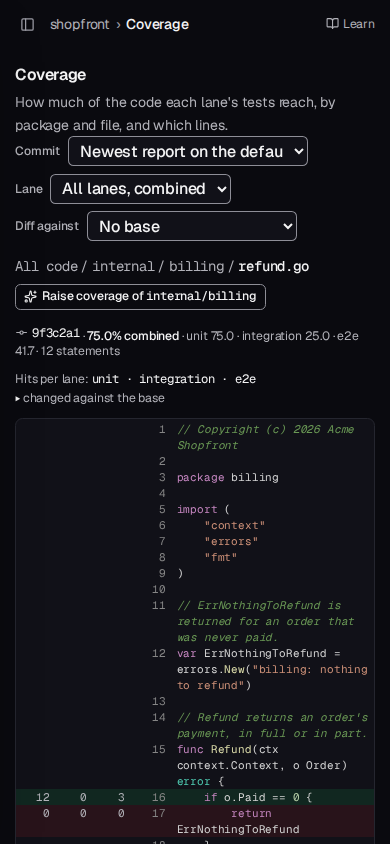 shopfront › Coverage
Learn
Coverage
How much of the code each lane's tests reach, by
package and file, and which lines.
Commit Newest report on the defau
Lane All lanes, combined
Diff against No base
All code / internal / billing / refund.go
Raise coverage of internal/billing
9f3c2a1 · 75.0% combined · unit 75.0 · integration 25.0 · e2e
41.7 · 12 statements
Hits per lane: unit · integration · e2e
▸ changed against the base
1 // Copyright (c) 2026 Acme
Shopfront
2
3 package billing
4
5 import (
6 "context"
7 "errors"
8 "fmt"
9 )
10
11 // ErrNothingToRefund is
returned for an order that
was never paid.
12 var ErrNothingToRefund =
errors.New("billing: nothing
to refund")
13
14 // Refund returns an order's
payment, in full or in part.
15 func Refund(ctx
context.Context, o Order)
error {
12 0 3 16 if o.Paid == 0 {
0 0 0 17 return
ErrNothingToRefund